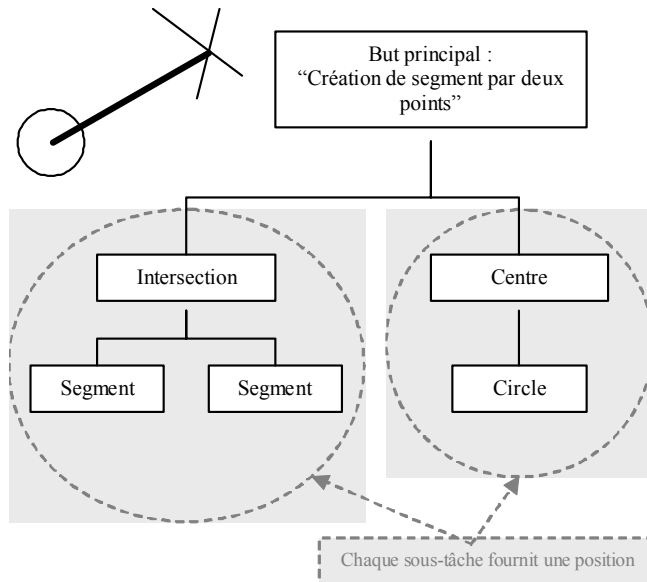 But principal :
“Création de segment par deux
points”
Intersection
Centre
Segment
Segment
Circle
Chaque sous-tâche fournit une position